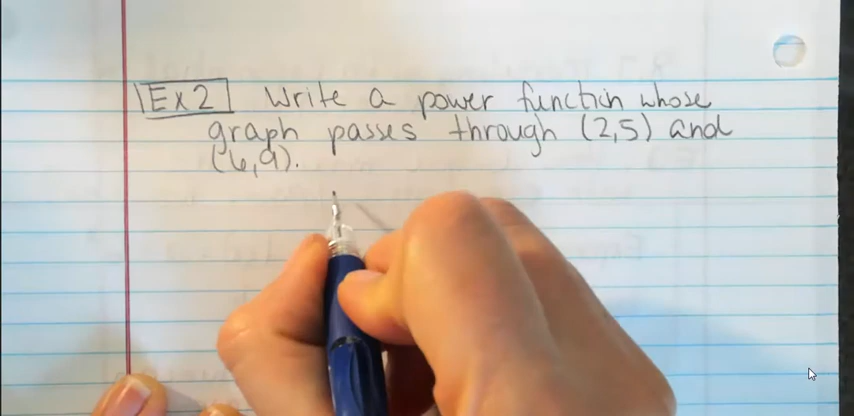 Ex 2 Write a power function whose
graph passes through (2,5) and
(6,9).